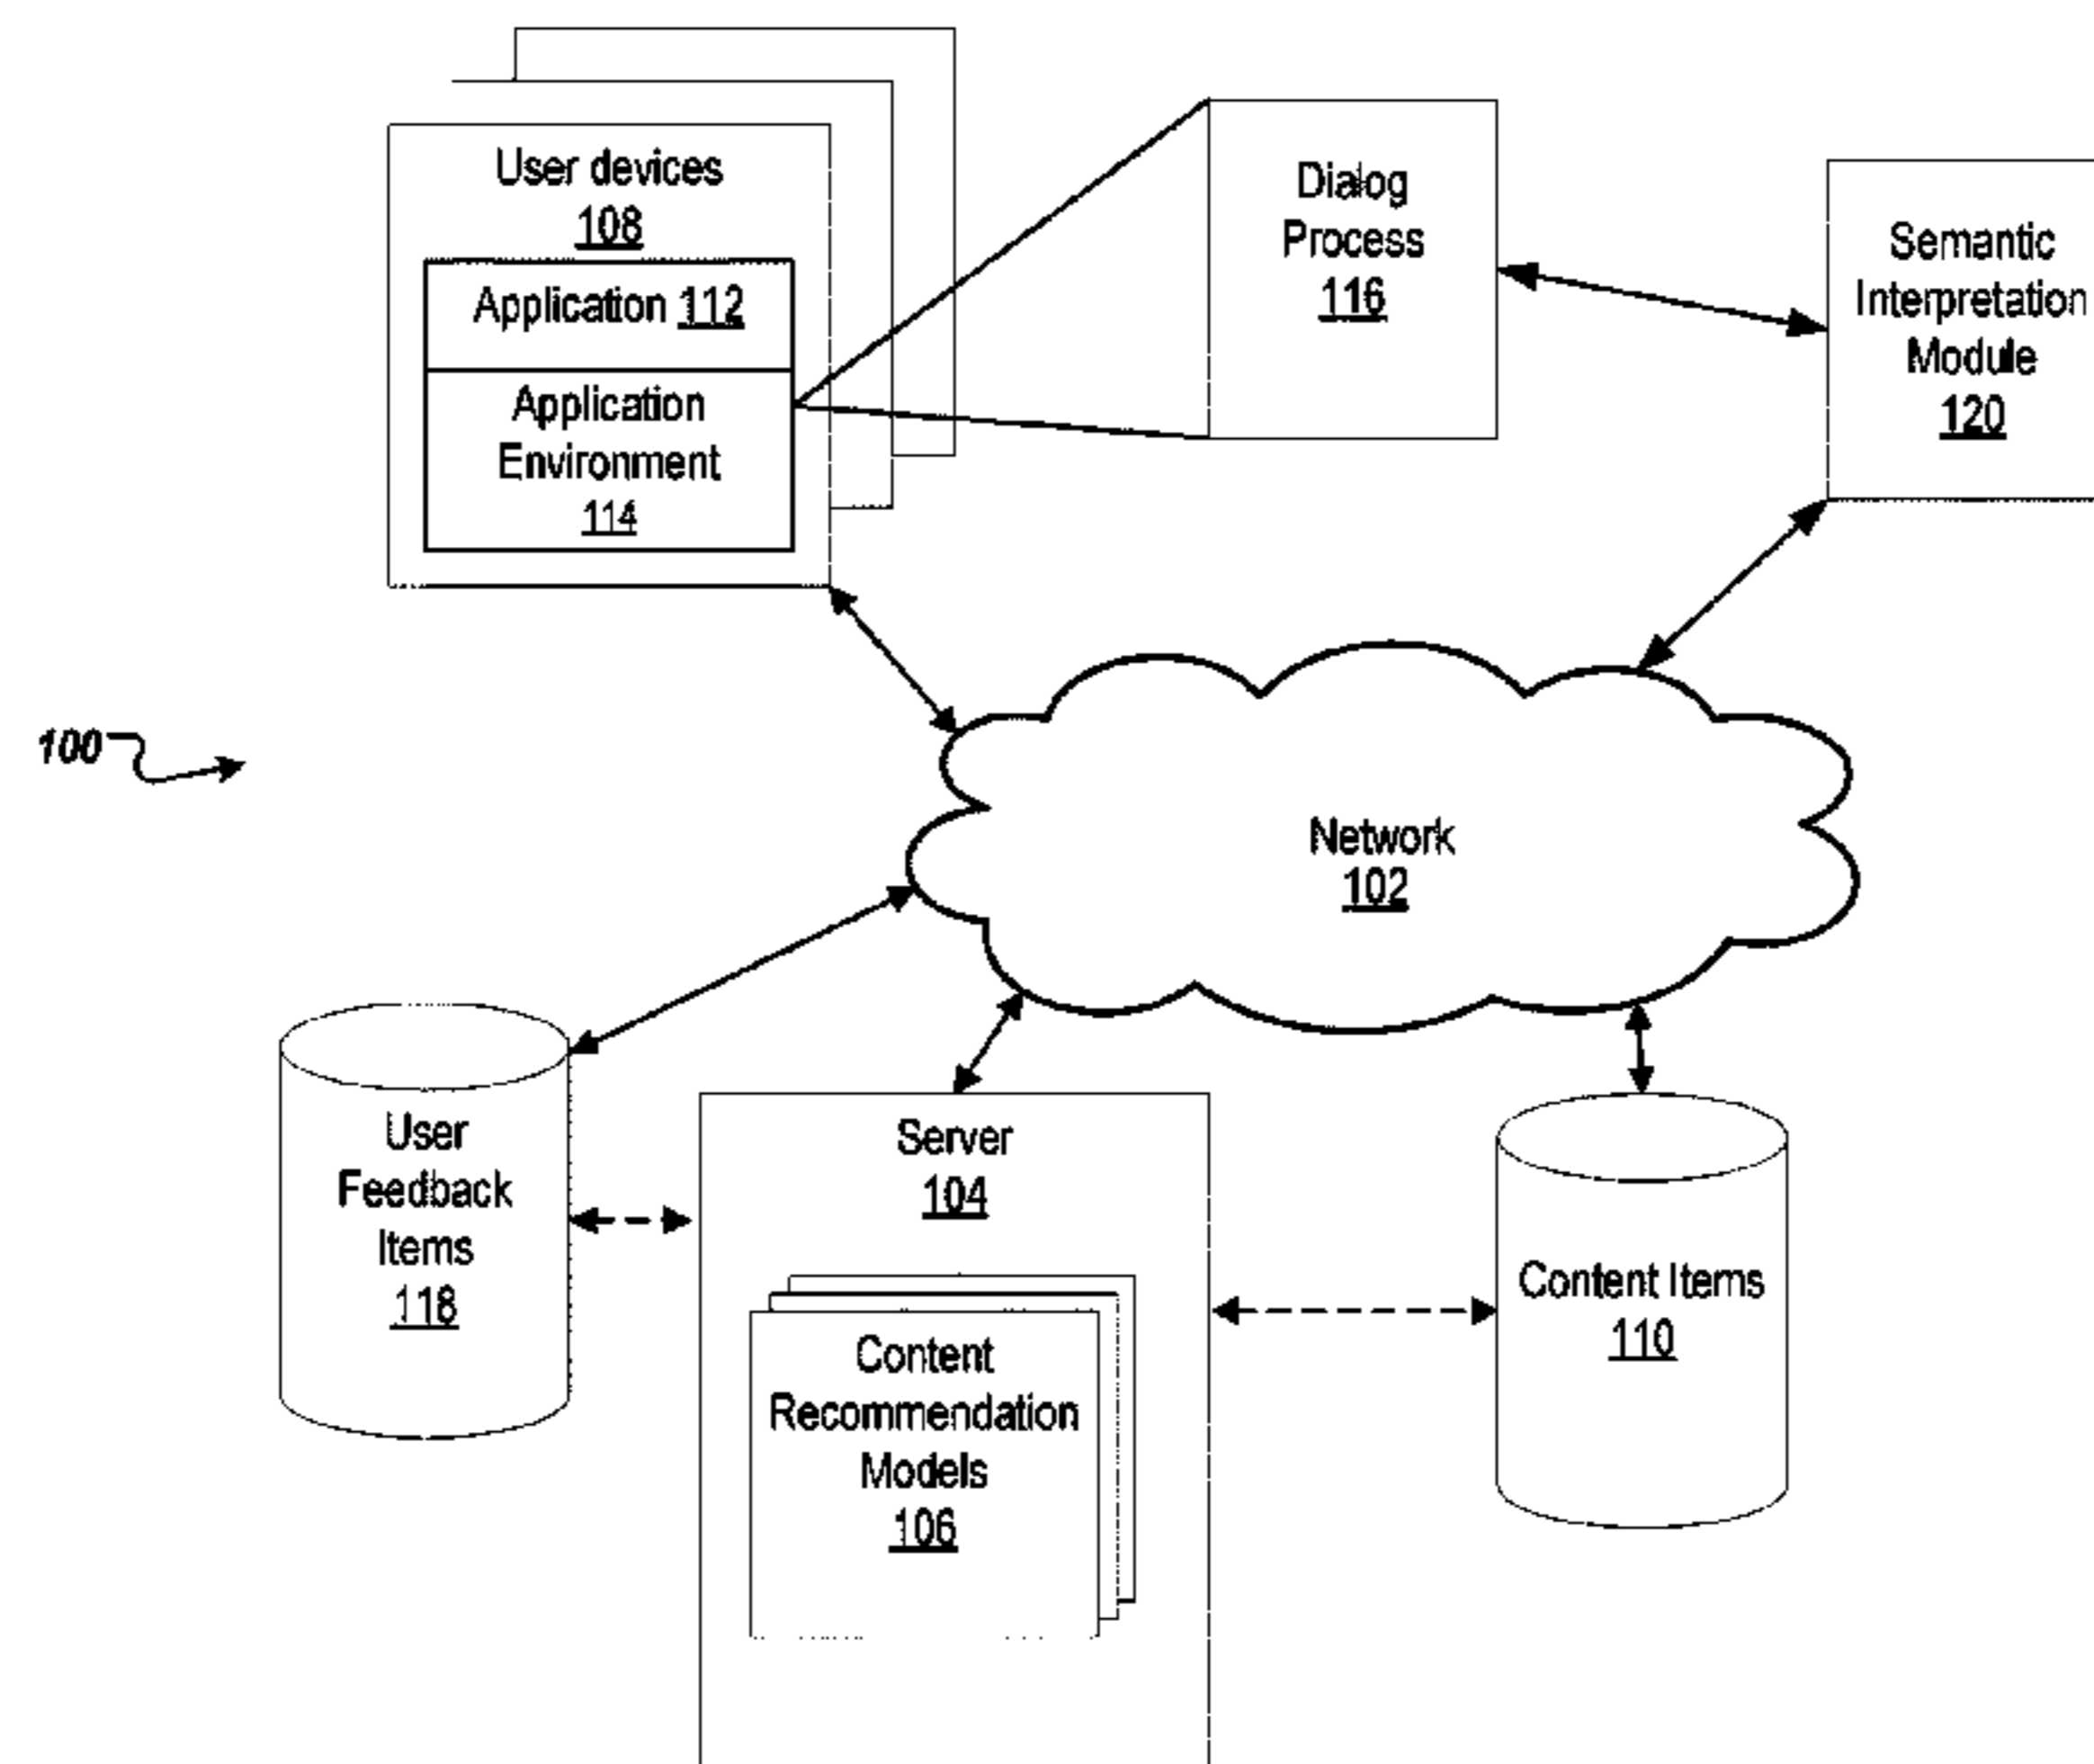 User devices
108
Application 112
Application
Environment
114
Dialog
Process
116
Semantic
Interpretation
Module
120
100
Network
102
User
Feedback
Items
118
Server
104
Content
Recommendation
Models
106
Content Items
110